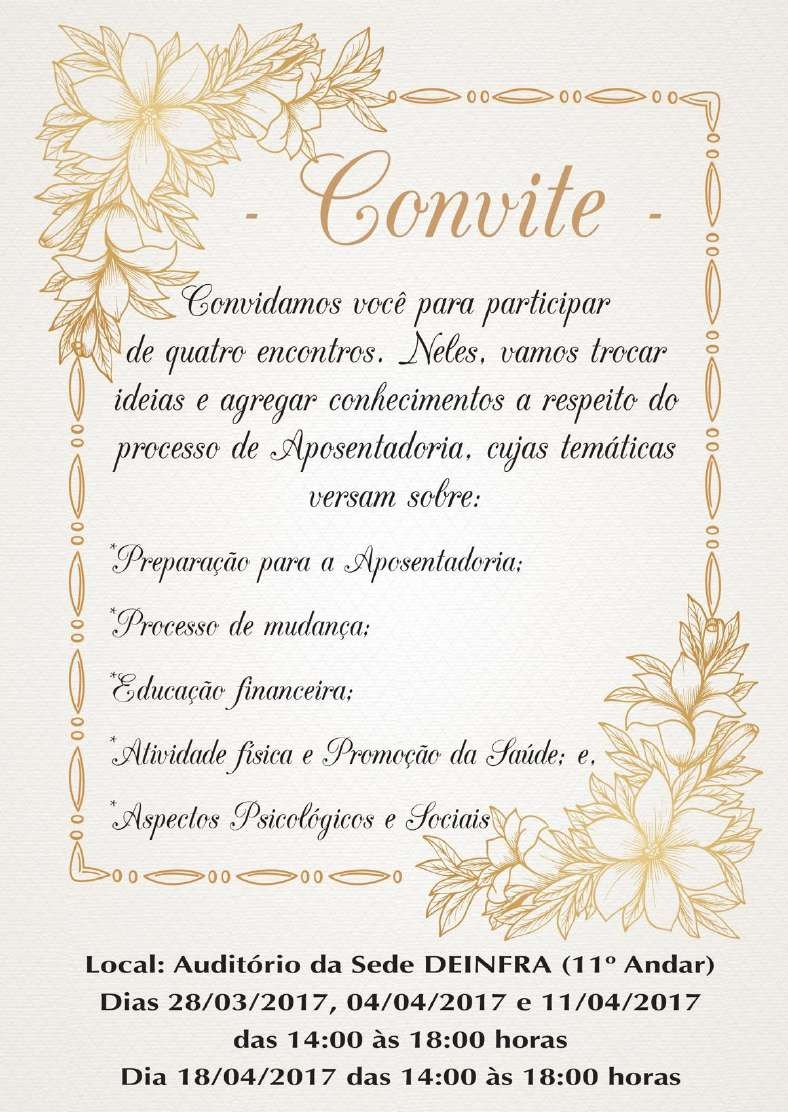 - Convite -
Convidamos você para participar
de quatro encontros. Neles, vamos trocar
ideias e agregar conhecimentos a respeito do
processo de Aposentadoria, cujas temáticas
versam sobre:
*Preparação para a Aposentadoria;
*Processo de mudança;
*Educação financeira;
*Atividade física e Promoção da Saúde; e,
*Aspectos Psicológicos e Sociais
Local: Auditório da Sede DEINFRA (11º Andar)
Dias 28/03/2017, 04/04/2017 e 11/04/2017
das 14:00 às 18:00 horas
Dia 18/04/2017 das 14:00 às 18:00 horas